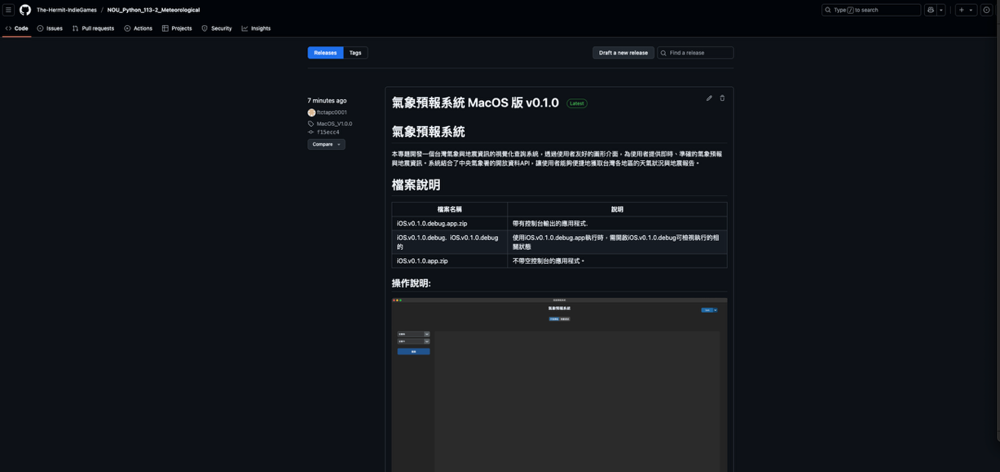 The-Hermit-IndieGames / NOU_Python_113-2_Meteorological
Type / to search
Code
Issues
Pull requests
Actions
Projects
Security
Insights
Releases
Tags
Draft a new release
Find a release
7 minutes ago
ftctapc0001
MacOS_V1.0.0
f15ecc4
Compare
氣象預報系統 MacOS 版 v0.1.0
Latest
氣象預報系統
本專題開發一個台灣氣象與地震資訊的視覺化查詢系統，透過使用者友好的圖形介面，為使用者提供即時、準確的氣象預報
與地震資訊。系統結合了中央氣象署的開放資料API，讓使用者能夠便捷地獲取台灣各地區的天氣狀況與地震報告。
檔案說明
檔案名稱 說明
iOS.v0.1.0.debug.app.zip 帶有控制台輸出的應用程式.
iOS.v0.1.0.debug. iOS.v0.1.0.debug 使用iOS.v0.1.0.debug.app執行時，需開啟iOS.v0.1.0.debug可檢視執行的相
的 關狀態
iOS.v0.1.0.app.zip 不帶空控制台的應用程式。
操作說明:
氣象預報系統